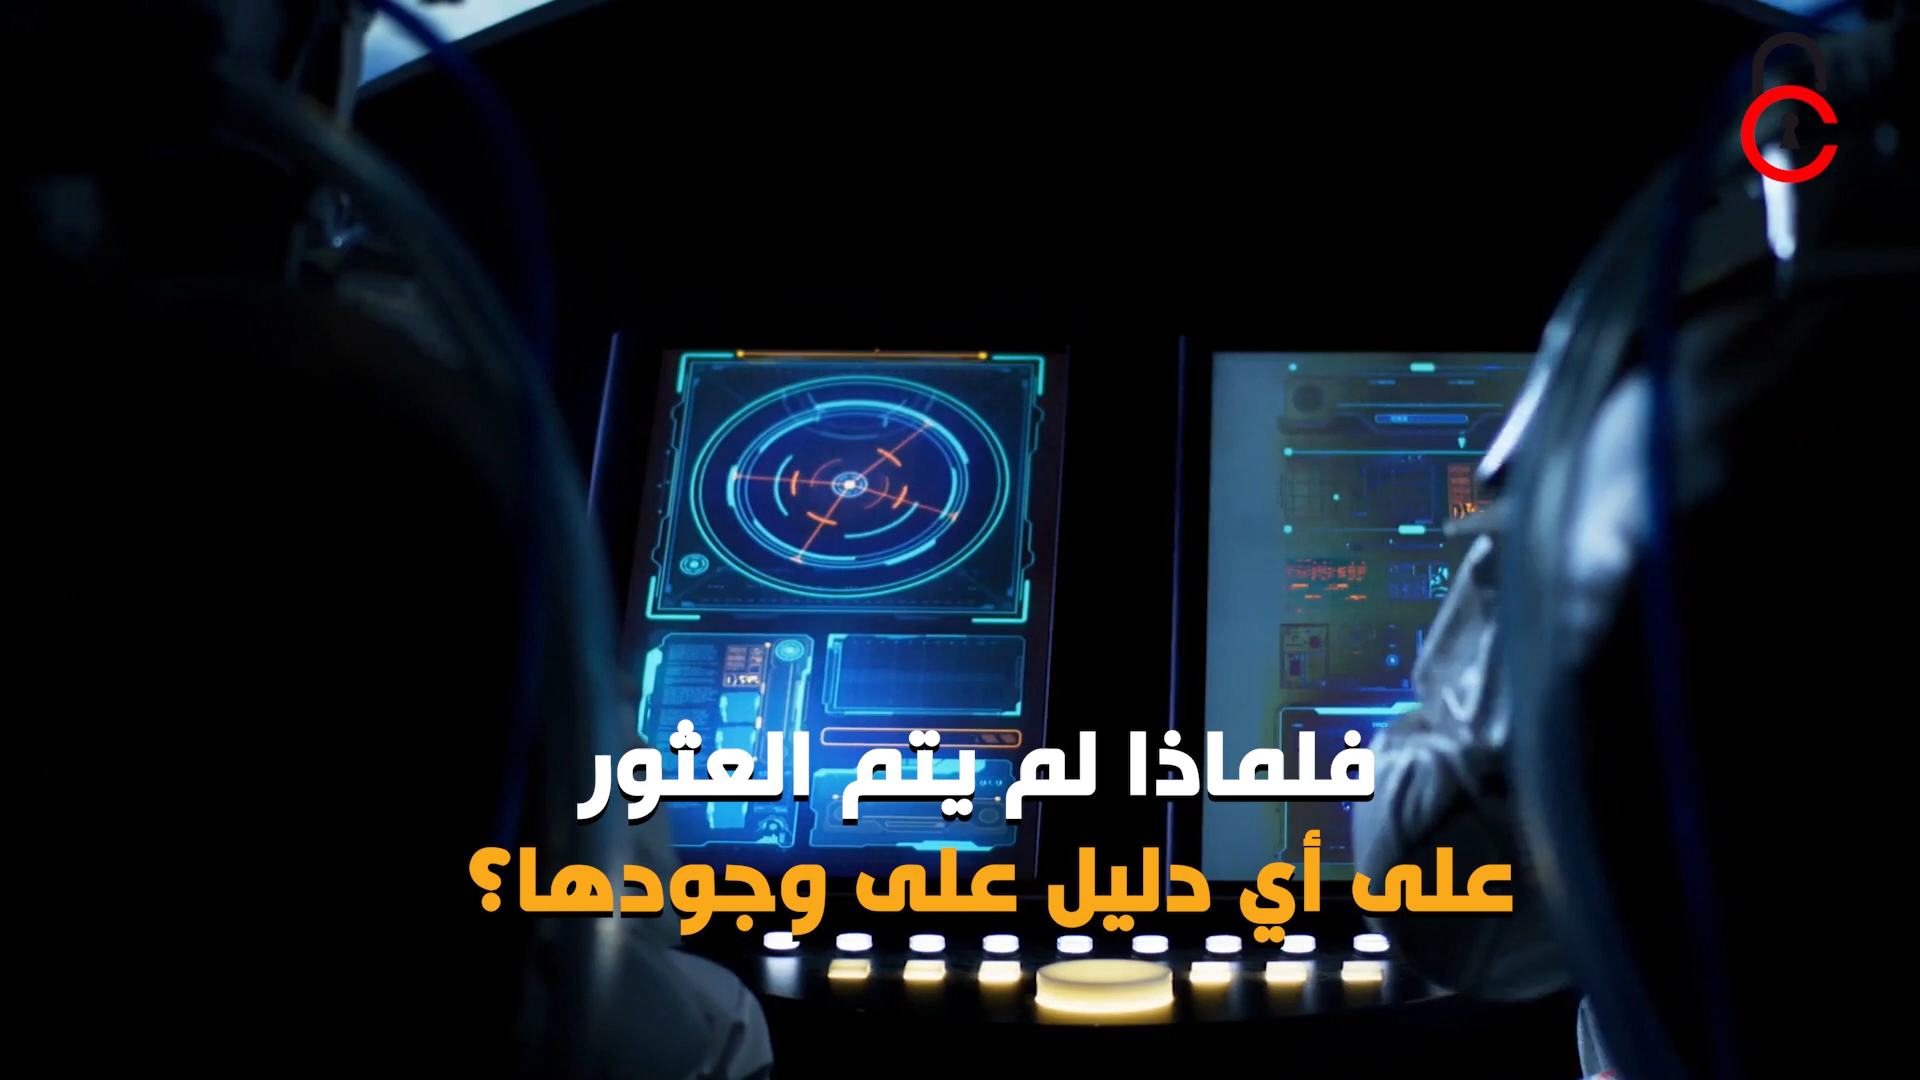 فلماذا لم يتم العثور
على أي دليل على وجودها؟